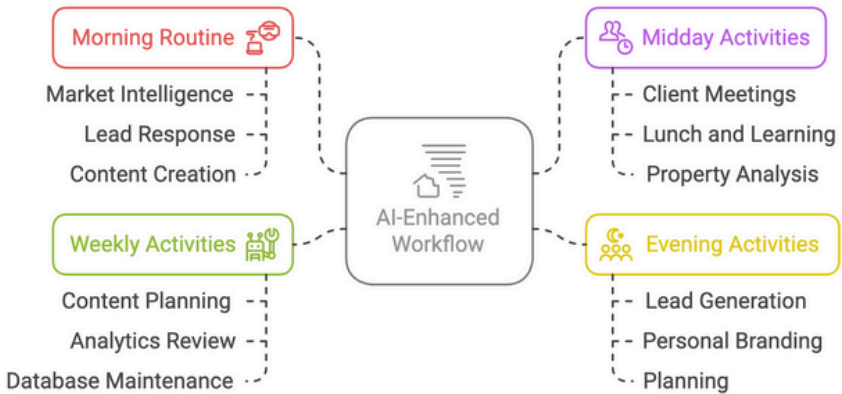 Morning Routine
Market Intelligence
Lead Response
Content Creation
Weekly Activities
Content Planning
Analytics Review
Database Maintenance
AI-Enhanced
Workflow
Midday Activities
Client Meetings
Lunch and Learning
Property Analysis
Evening Activities
Lead Generation
Personal Branding
Planning